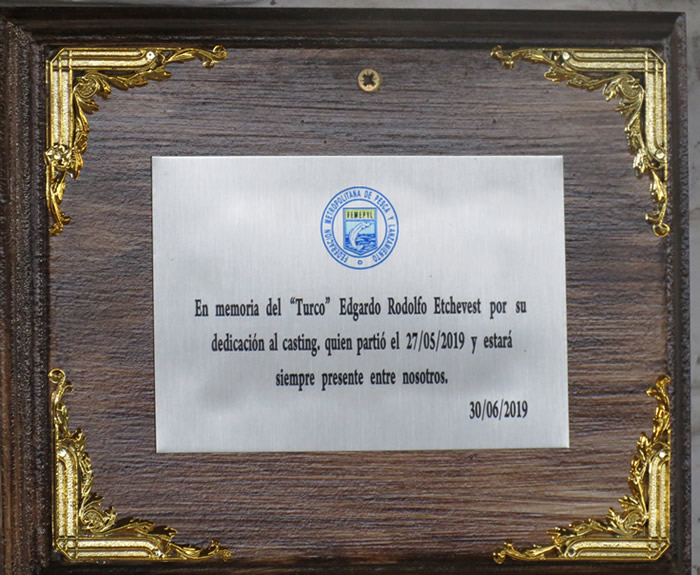 FEDERACION METROPOLITANA DE PESCA Y LANZAMIENTO
FEMEPYL
En memoria del “Turco” Edgardo Rodolfo Etchevest por su
dedicación al casting. quien partió el 27/05/2019 y estará
siempre presente entre nosotros.
30/06/2019